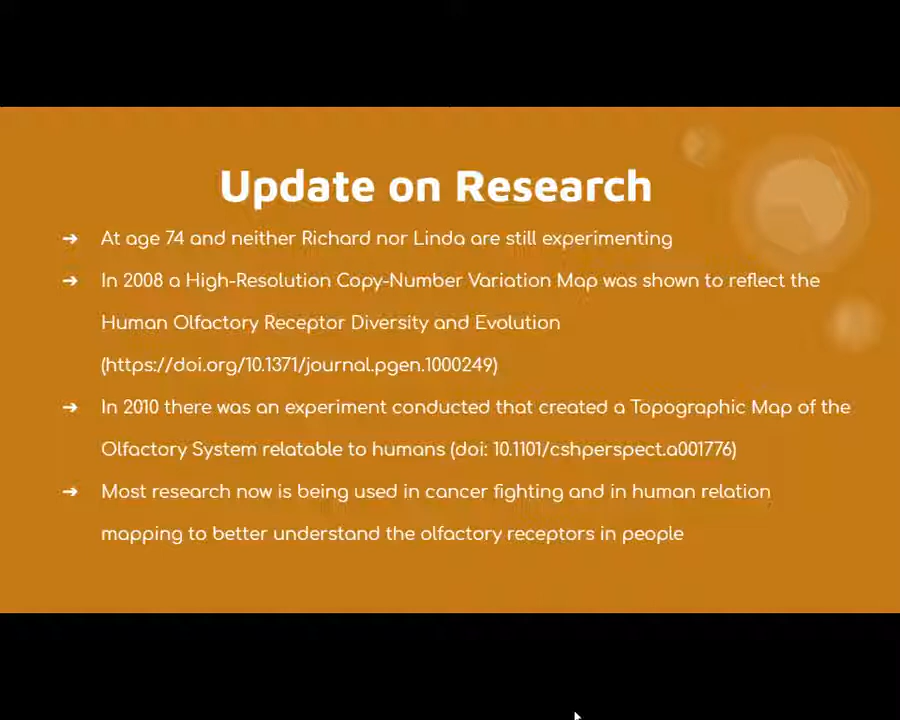 Update on Research
➔ At age 74 and neither Richard nor Linda are still experimenting
➔ In 2008 a High-Resolution Copy-Number Variation Map was shown to reflect the
Human Olfactory Receptor Diversity and Evolution
(https://doi.org/10.1371/journal.pgen.1000249)
➔ In 2010 there was an experiment conducted that created a Topographic Map of the
Olfactory System relatable to humans (doi: 10.1101/cshperspect.a001776)
➔ Most research now is being used in cancer fighting and in human relation
mapping to better understand the olfactory receptors in people